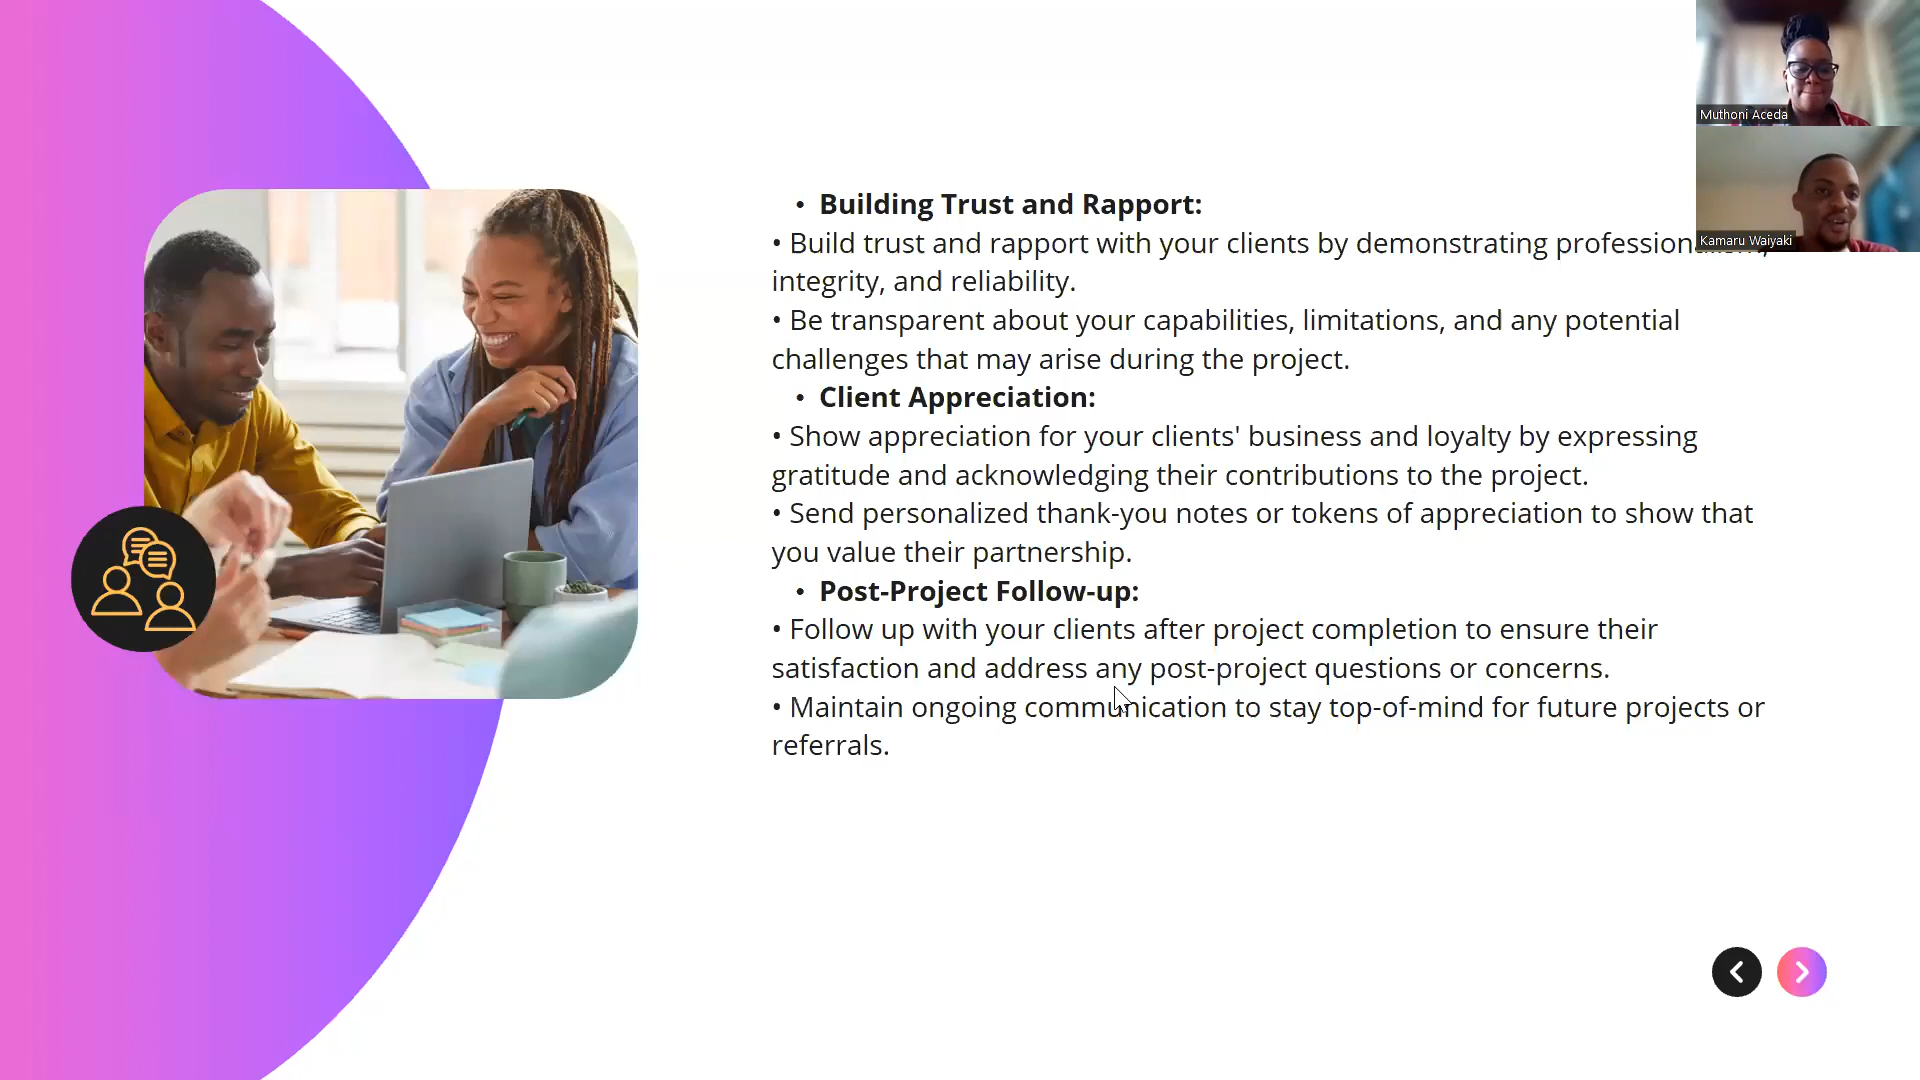 • Building Trust and Rapport:
• Build trust and rapport with your clients by demonstrating
integrity, and reliability.
• Be transparent about your capabilities, limitations, and any potential
challenges that may arise during the project.
• Client Appreciation:
• Show appreciation for your clients' business and loyalty by expressing
gratitude and acknowledging their contributions to the project.
• Send personalized thank-you notes or tokens of appreciation to show that
you value their partnership.
• Post-Project Follow-up:
• Follow up with your clients after project completion to ensure their
satisfaction and address any post-project questions or concerns.
• Maintain ongoing communication to stay top-of-mind for future projects or
referrals.
Muthoni Aceda
Kamaru Waiyaki